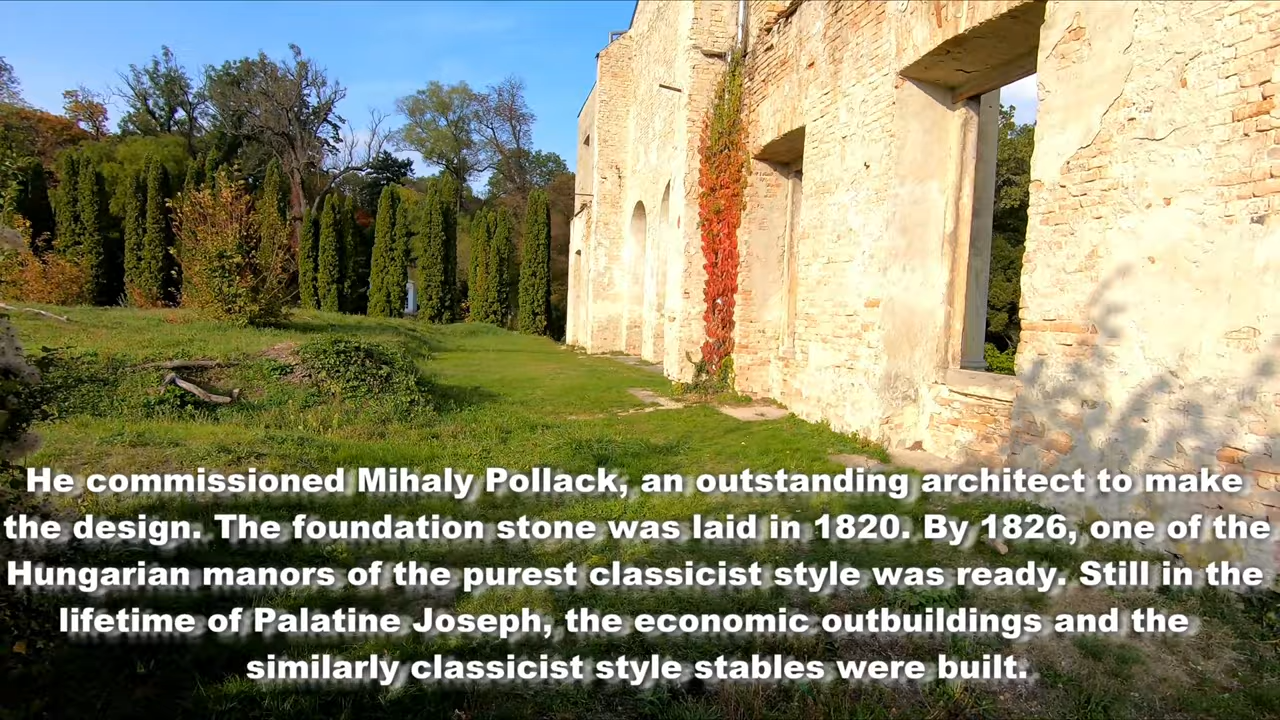 He commissioned Mihaly Pollack, an outstanding architect to make
the design. The foundation stone was laid in 1820. By 1826, one of the
Hungarian manors of the purest classicist style was ready. Still in the
lifetime of Palatine Joseph, the economic outbuildings and the
similarly classicist style stables were built.